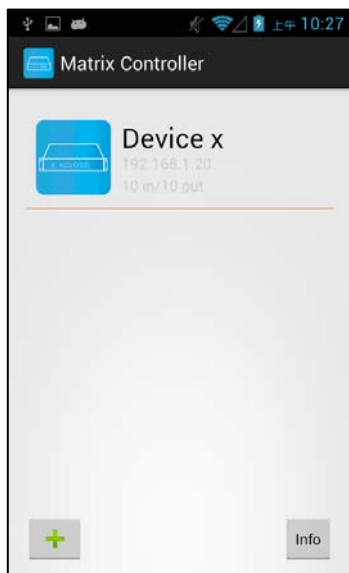 上午 10:27
Matrix Controller
Device x
192.168.1.20
10 in/10 out
Info